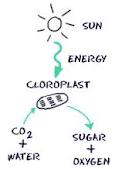 SUN
ENERGY
CLOROPLAST
CO2
+
WATER
SUGAR
+
OXYGEN